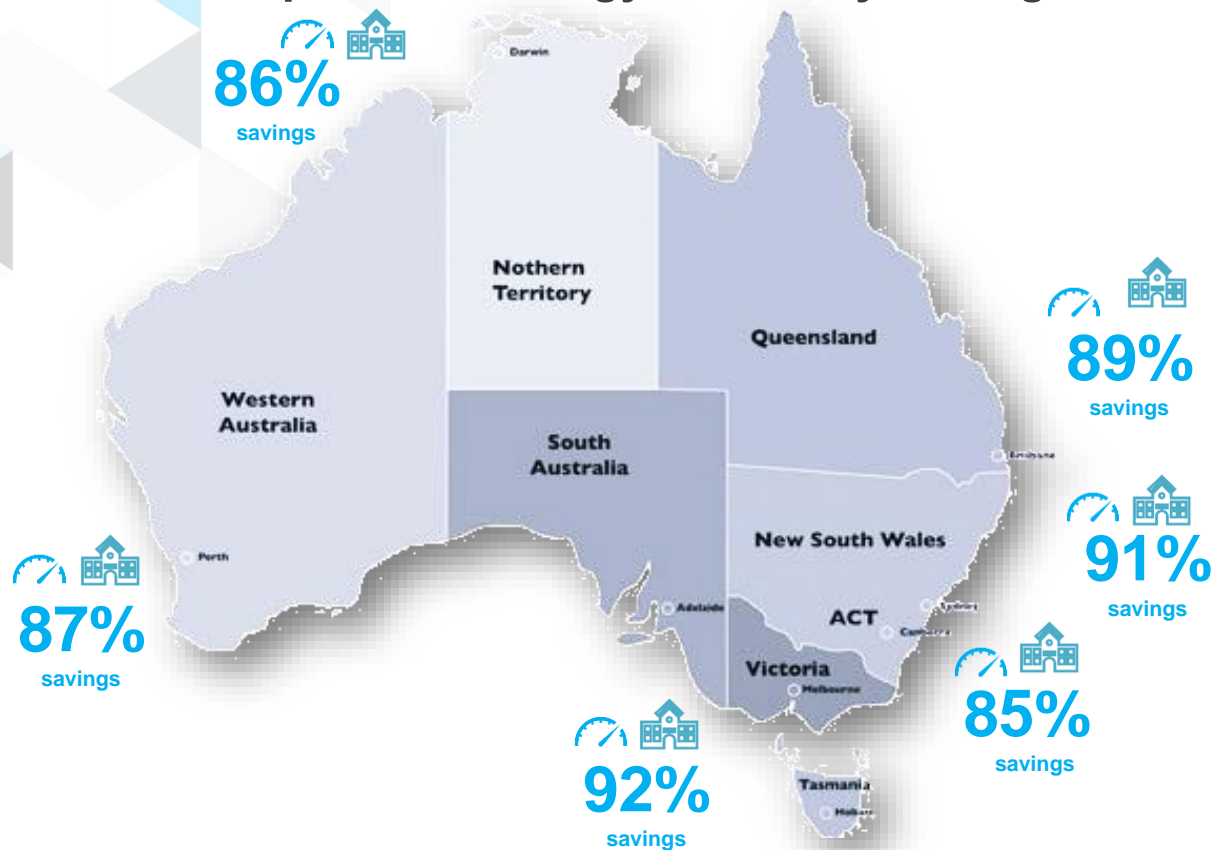 86%
savings
Darwin
Nothern
Territory
Queensland
89%
savings
Western
Australia
South
Australia
Brisbane
New South Wales
91%
savings
Perth
87%
savings
Adelaide
Sydney
ACT
Canberra
Victoria
Melbourne
85%
savings
92%
savings
Tasmania
Hobart